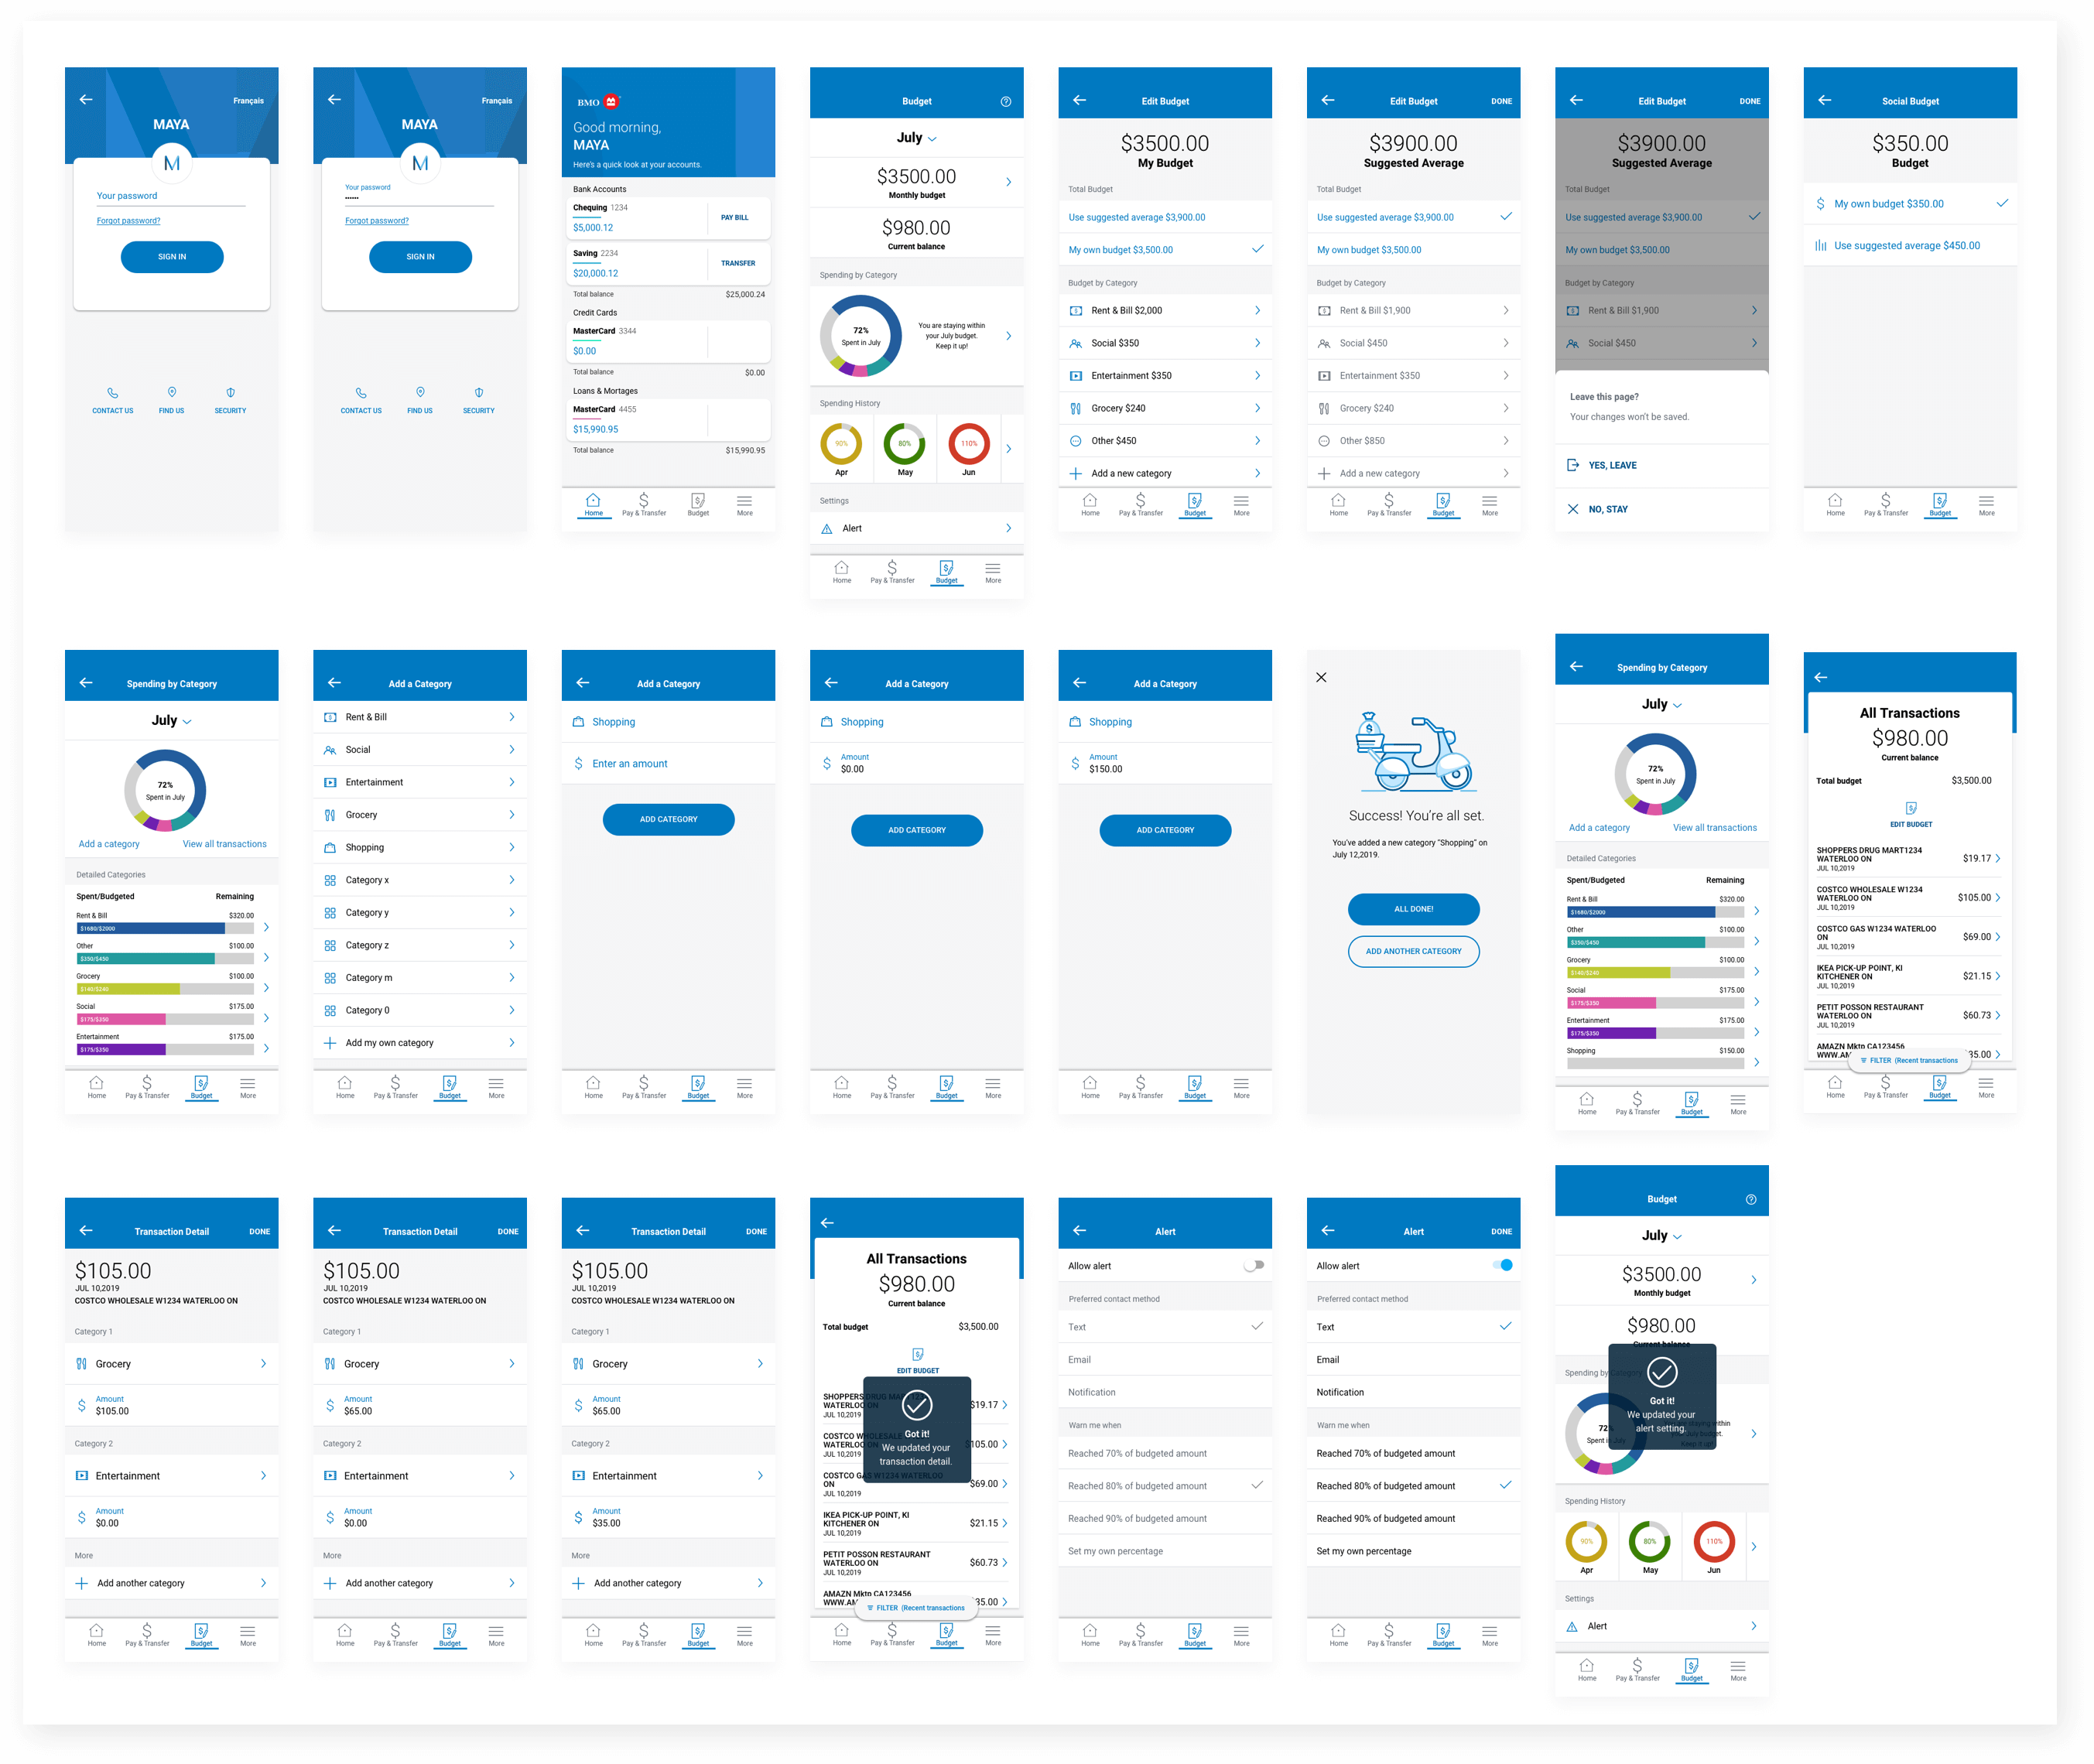 Français
MAYA
M
Your password
Forgot password?
SIGN IN
CONTACT US
FIND US
SECURITY
Français
MAYA
M
Your password
Forgot password?
SIGN IN
CONTACT US
FIND US
SECURITY
BMO
Good morning,
MAYA
Here's a quick look at your accounts.
Bank Accounts
Chequing 1234
$5,000.12
PAY BILL
Saving 2234
$20,000.12
TRANSFER
Total balance $25,000.24
Credit Cards
MasterCard 3344
$0.00
Total balance $0.00
Loans & Mortages
MasterCard 4455
$15,990.95
Total balance $15,990.95
Home Pay & Transfer Budget More
Budget
July
$3500.00
Monthly budget
$980.00
Current balance
Spending by Category
72%
Spent in July
You are staying within
your July budget.
Keep it up!
Spending History
90% 80% 110%
Apr May Jun
Settings
Alert
Home Pay & Transfer Budget More
Edit Budget
$3500.00
My Budget
Total Budget
Use suggested average $3,900.00
My own budget $3,500.00
Budget by Category
Rent & Bill $2,000
Social $350
Entertainment $350
Grocery $240
Other $450
Add a new category
Home Pay & Transfer Budget More
Edit Budget DONE
$3900.00
Suggested Average
Total Budget
Use suggested average $3,900.00
My own budget $3,500.00
Budget by Category
Rent & Bill $1,900
Social $450
Entertainment $350
Grocery $240
Other $850
Add a new category
Home Pay & Transfer Budget More
Edit Budget DONE
$3900.00
Suggested Average
Total Budget
Use suggested average $3,900.00
My own budget $3,500.00
Budget by Category
Rent & Bill $1,900
Social $450
Leave this page?
Your changes won't be saved.
YES, LEAVE
NO, STAY
Social Budget
$350.00
Budget
My own budget $350.00
Use suggested average $450.00
Home Pay & Transfer Budget More
Spending by Category
July
72%
Spent in July
Add a category View all transactions
Detailed Categories
Spent/Budgeted Remaining
Rent & Bill $320.00
$1680/$2000
Other $100.00
$350/$450
Grocery $100.00
$140/$240
Social $175.00
$175/$350
Entertainment $175.00
$175/$350
Home Pay & Transfer Budget More
Add a Category
Rent & Bill
Social
Entertainment
Grocery
Shopping
Category x
Category y
Category z
Category m
Category 0
Add my own category
Home Pay & Transfer Budget More
Add a Category
Shopping
Enter an amount
ADD CATEGORY
Home Pay & Transfer Budget More
Add a Category
Shopping
Amount
$0.00
ADD CATEGORY
Home Pay & Transfer Budget More
Add a Category
Shopping
Amount
$150.00
ADD CATEGORY
Home Pay & Transfer Budget More
Success! You're all set.
You've added a new category "Shopping" on
July 12,2019.
ALL DONE!
ADD ANOTHER CATEGORY
Spending by Category
July
72%
Spent in July
Add a category View all transactions
Detailed Categories
Spent/Budgeted Remaining
Rent & Bill $320.00
$1680/$2000
Other $100.00
$350/$450
Grocery $100.00
$140/$240
Social $175.00
$175/$350
Entertainment $175.00
$175/$350
Shopping $150.00
Home Pay & Transfer Budget More
All Transactions
$980.00
Current balance
Total budget $3,500.00
EDIT BUDGET
SHOPPERS DRUG MART1234
WATERLOO ON
JUL 10,2019
$19.17
COSTCO WHOLESALE W1234
WATERLOO ON
JUL 10,2019
$105.00
COSTCO GAS W1234 WATERLOO
ON
JUL 10,2019
$69.00
IKEA PICK-UP POINT, KI
KITCHENER ON
JUL 10,2019
$21.15
PETIT POSSON RESTAURANT
WATERLOO ON
JUL 10,2019
$60.73
AMAZN Mktp CA123456
WWW.AM 35.00
FILTER (Recent transactions
Home Pay & Transfer Budget More
Transaction Detail DONE
$105.00
JUL 10,2019
COSTCO WHOLESALE W1234 WATERLOO ON
Category 1
Grocery
Amount
$105.00
Category 2
Entertainment
Amount
$0.00
More
Add another category
Home Pay & Transfer Budget More
Transaction Detail DONE
$105.00
JUL 10,2019
COSTCO WHOLESALE W1234 WATERLOO ON
Category 1
Grocery
Amount
$65.00
Category 2
Entertainment
Amount
$0.00
More
Add another category
Home Pay & Transfer Budget More
Transaction Detail DONE
$105.00
JUL 10,2019
COSTCO WHOLESALE W1234 WATERLOO ON
Category 1
Grocery
Amount
$65.00
Category 2
Entertainment
Amount
$35.00
More
Add another category
Home Pay & Transfer Budget More
All Transactions
$980.00
Current balance
Total budget $3,500.00
EDIT BUDGET
SHOPPERS DRUG MART1234
WATERLOO ON
JUL 10,2019
$19.17
COSTCO WHOLESALE
WATERLOO
JUL 10,2019
$105.00
COSTCO GAS W1234 WATERLOO
ON
JUL 10,2019
$69.00
Got it!
We updated your
transaction detail.
IKEA PICK-UP POINT, KI
KITCHENER ON
JUL 10,2019
$21.15
PETIT POSSON RESTAURANT
WATERLOO ON
JUL 10,2019
$60.73
AMAZN Mktp CA123456
WWW.AM 35.00
FILTER (Recent transactions
Home Pay & Transfer Budget More
Alert
Allow alert
Preferred contact method
Text
Email
Notification
Warn me when
Reached 70% of budgeted amount
Reached 80% of budgeted amount
Reached 90% of budgeted amount
Set my own percentage
Home Pay & Transfer Budget More
Alert DONE
Allow alert
Preferred contact method
Text
Email
Notification
Warn me when
Reached 70% of budgeted amount
Reached 80% of budgeted amount
Reached 90% of budgeted amount
Set my own percentage
Home Pay & Transfer Budget More
Budget
July
$3500.00
Monthly budget
$980.00
Current balance
Spending by Category
72%
Spent in July
Got it!
We updated your
alert setting.
staying within
your July budget.
Keep it up!
Spending History
90% 80% 110%
Apr May Jun
Settings
Alert
Home Pay & Transfer Budget More